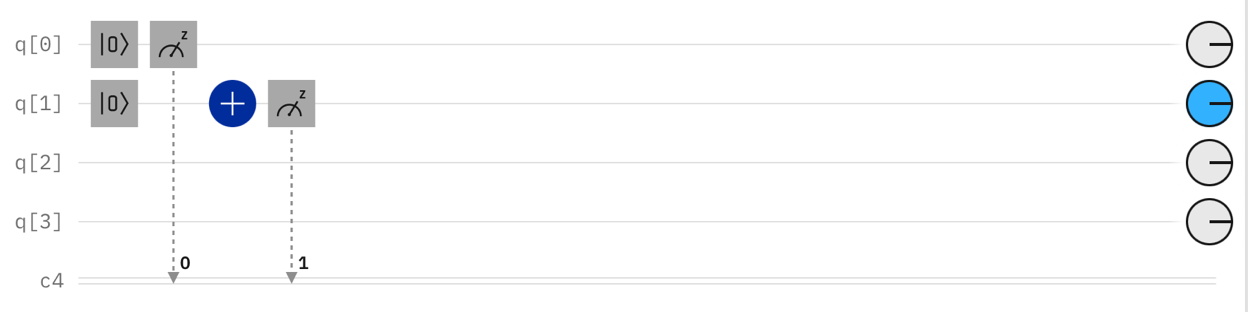 q[0] |0⟩ z
q[1] |0⟩ + z
q[2]
q[3]
0 1
c4